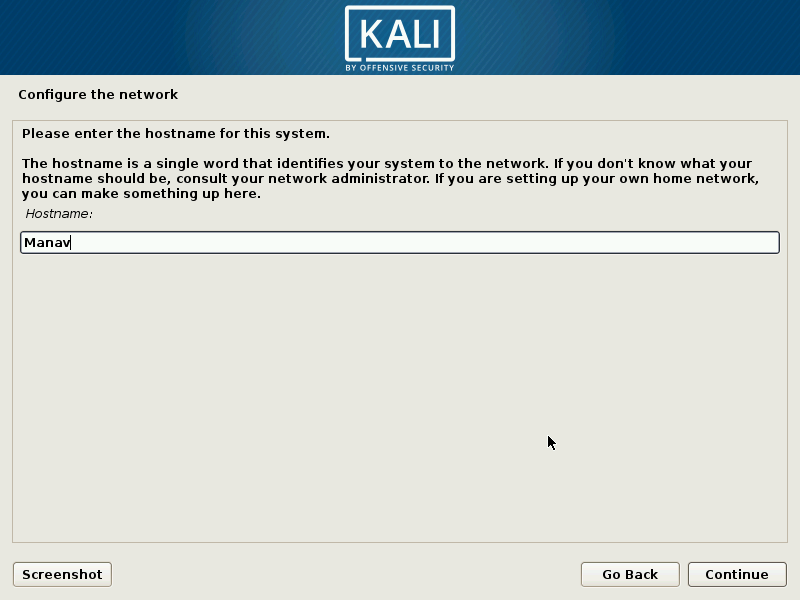 KALI
BY OFFENSIVE SECURITY
Configure the network
Please enter the hostname for this system.
The hostname is a single word that identifies your system to the network. If you don't know what your
hostname should be, consult your network administrator. If you are setting up your own home network,
you can make something up here.
Hostname:
Manav
Screenshot
Go Back
Continue